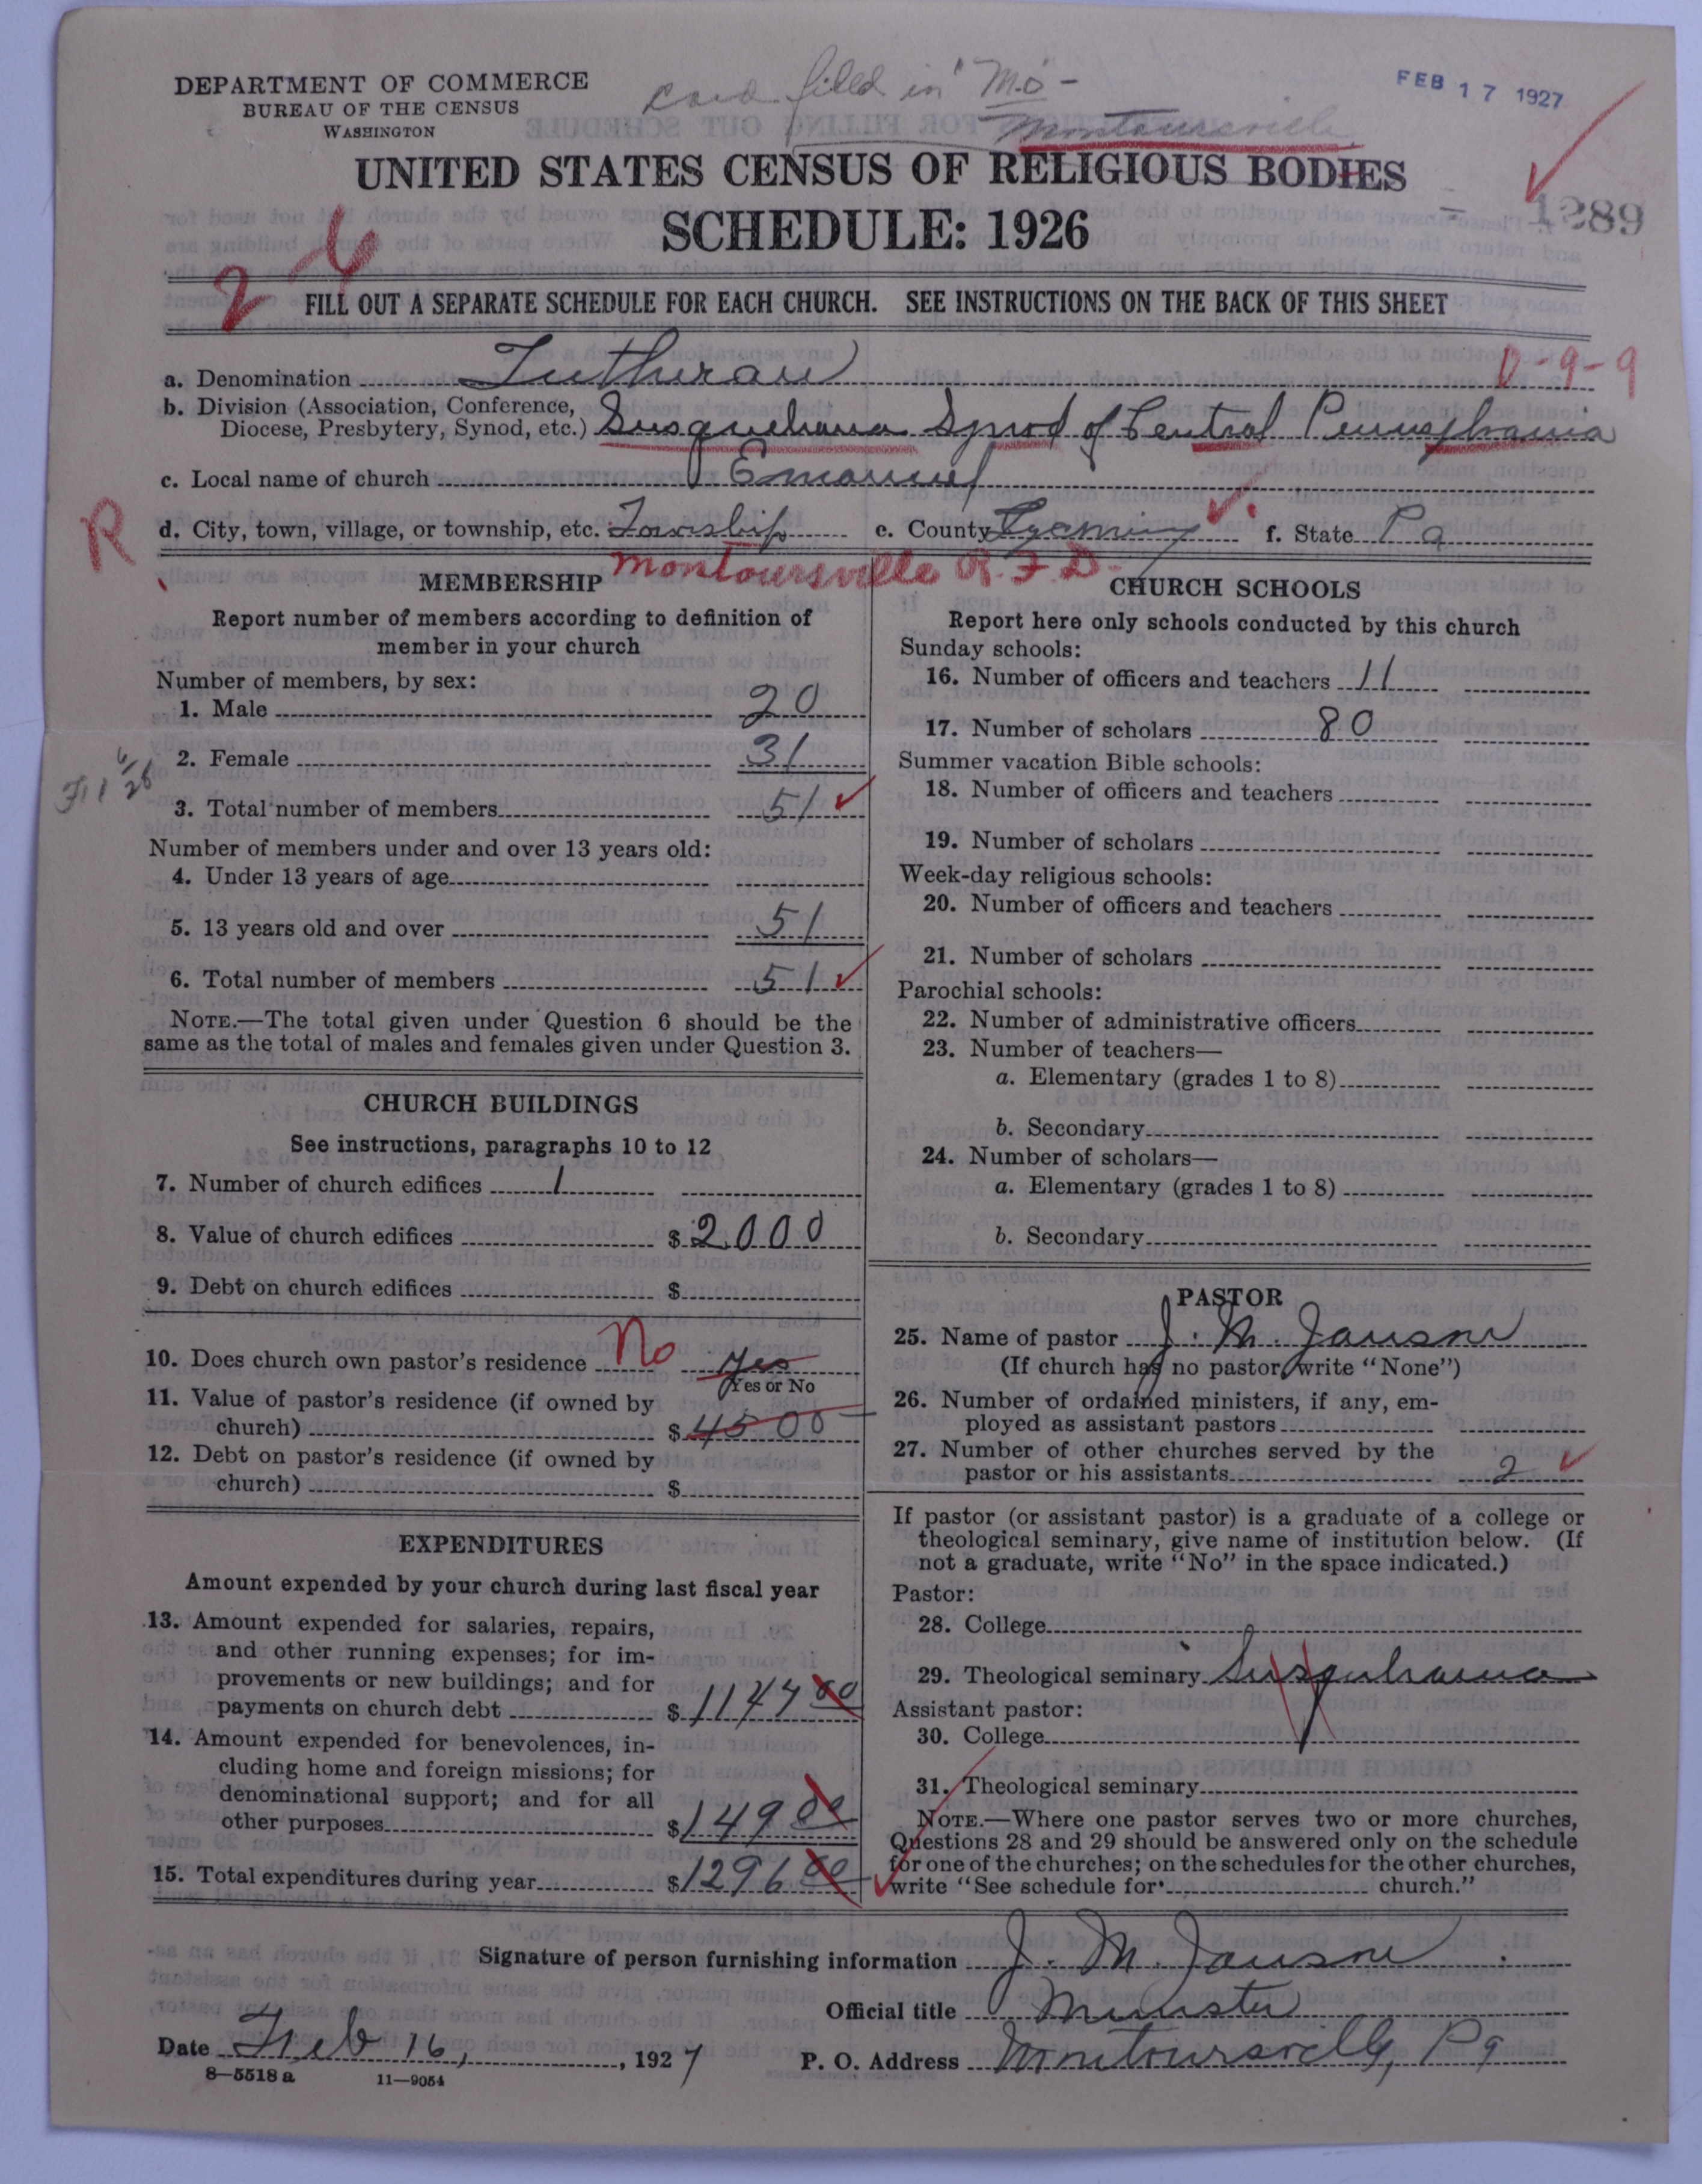 DEPARTMENT OF COMMERCE
BUREAU OF THE CENSUS
WASHINGTON
Card filed in "Mo" -
Montoursville
FEB 17 1927
UNITED STATES CENSUS OF RELIGIOUS BODIES
SCHEDULE: 1926
1289
2
FILL OUT A SEPARATE SCHEDULE FOR EACH CHURCH. SEE INSTRUCTIONS ON THE BACK OF THIS SHEET
a. Denomination Lutheran
0-9-9
b. Division (Association, Conference,
Diocese, Presbytery, Synod, etc.) Susquehanna Synod of Central Pennsylvania
c. Local name of church Emanuel
R
d. City, town, village, or township, etc. Township e. County Lycoming f. State Pa
Montoursville R.F.D.
MEMBERSHIP
Report number of members according to definition of
member in your church
Number of members, by sex:
1. Male 20
2. Female 31
3. Total number of members 51
Number of members under and over 13 years old:
4. Under 13 years of age
5. 13 years old and over 51
6. Total number of members 51
NOTE.—The total given under Question 6 should be the
same as the total of males and females given under Question 3.
CHURCH BUILDINGS
See instructions, paragraphs 10 to 12
7. Number of church edifices 1
8. Value of church edifices $ 2000
9. Debt on church edifices $
10. Does church own pastor's residence No Yes
Yes or No
11. Value of pastor's residence (if owned by
church) $ 4500
12. Debt on pastor's residence (if owned by
church) $
EXPENDITURES
Amount expended by your church during last fiscal year
13. Amount expended for salaries, repairs,
and other running expenses; for im-
provements or new buildings; and for
payments on church debt $ 1147 00
14. Amount expended for benevolences, in-
cluding home and foreign missions; for
denominational support; and for all
other purposes $ 149 00
15. Total expenditures during year $ 1296 00
CHURCH SCHOOLS
Report here only schools conducted by this church
Sunday schools:
16. Number of officers and teachers 11
17. Number of scholars 80
Summer vacation Bible schools:
18. Number of officers and teachers
19. Number of scholars
Week-day religious schools:
20. Number of officers and teachers
21. Number of scholars
Parochial schools:
22. Number of administrative officers
23. Number of teachers—
a. Elementary (grades 1 to 8)
b. Secondary
24. Number of scholars—
a. Elementary (grades 1 to 8)
b. Secondary
PASTOR
25. Name of pastor J. M. Janson
(If church has no pastor write "None")
26. Number of ordained ministers, if any, em-
ployed as assistant pastors
27. Number of other churches served by the
pastor or his assistants 2
If pastor (or assistant pastor) is a graduate of a college or
theological seminary, give name of institution below. (If
not a graduate, write "No" in the space indicated.)
Pastor:
28. College
29. Theological seminary Susquehanna
Assistant pastor:
30. College
31. Theological seminary
NOTE.—Where one pastor serves two or more churches,
Questions 28 and 29 should be answered only on the schedule
for one of the churches; on the schedules for the other churches,
write "See schedule for church."
Signature of person furnishing information J. M. Janson
Official title Minister
Date Feb 16, 1927
P. O. Address Montoursville, Pa
8—5518a 11—9054